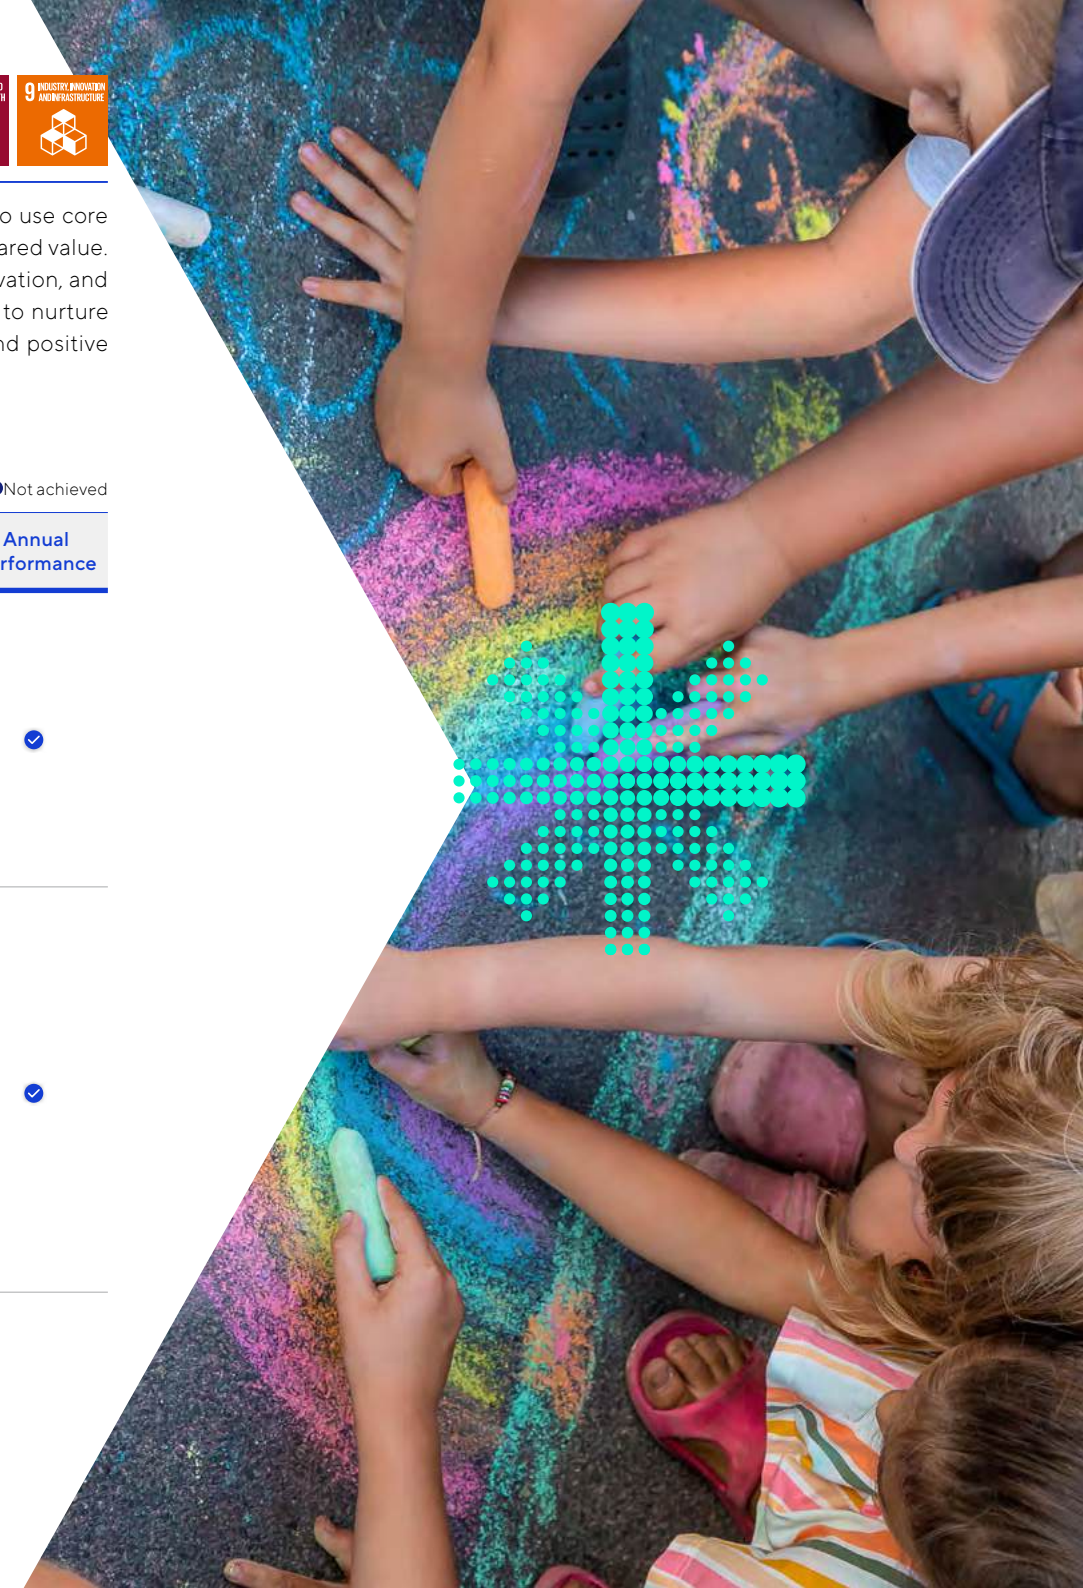 9 INDUSTRY, INNOVATION
AND INFRASTRUCTURE
o use core
ared value.
vation, and
to nurture
nd positive
Not achieved
Annual
rformance